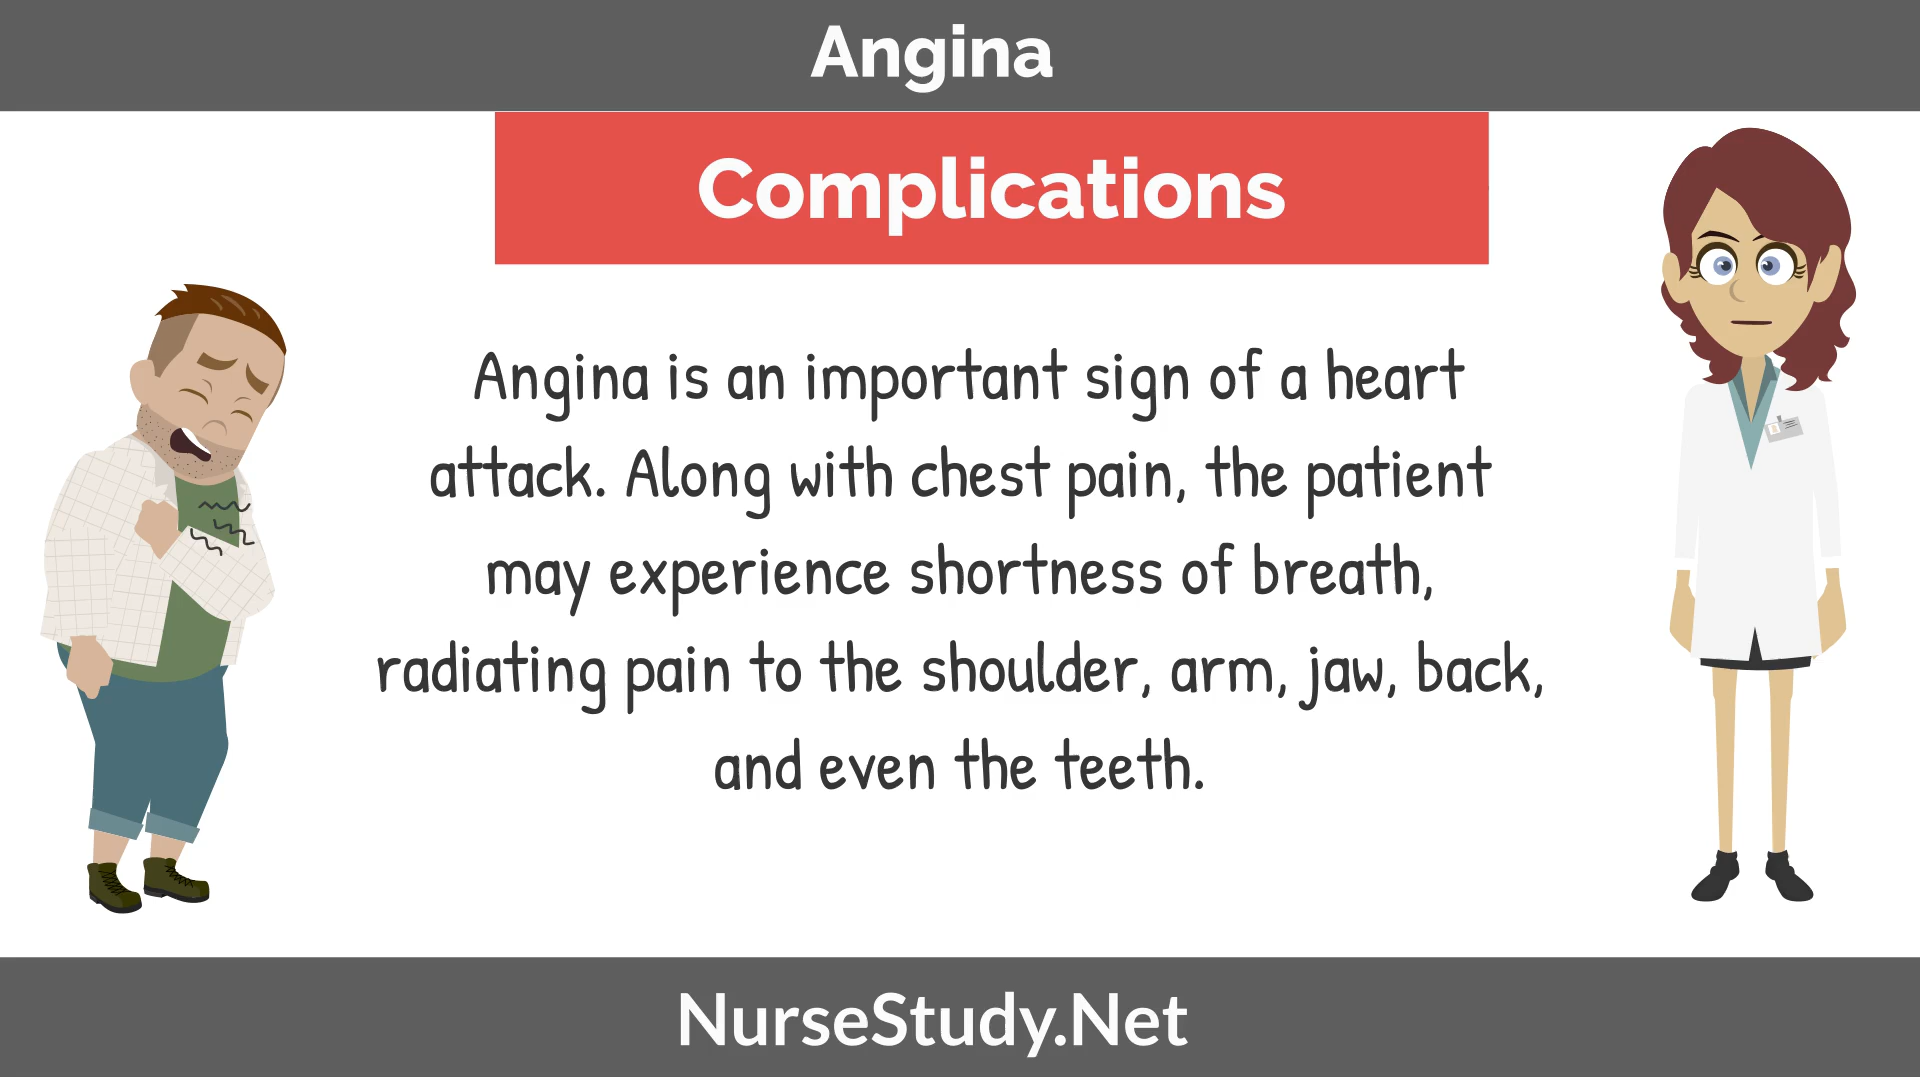 Angina
Complications
Angina is an important sign of a heart
attack. Along with chest pain, the patient
may experience shortness of breath,
radiating pain to the shoulder, arm, jaw, back,
and even the teeth.
NurseStudy.Net